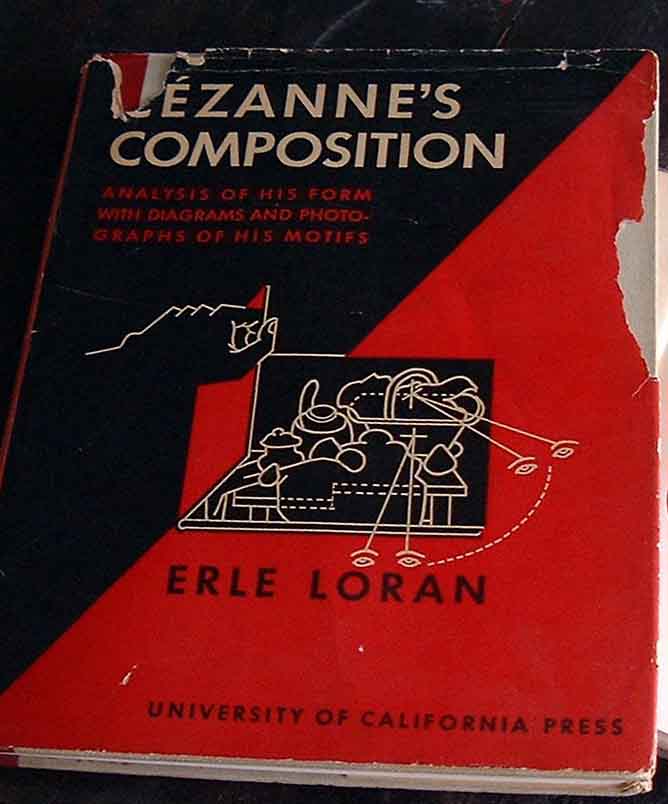 CÉZANNE'S
COMPOSITION
ANALYSIS OF HIS FORM
WITH DIAGRAMS AND PHOTO-
GRAPHS OF HIS MOTIFS
ERLE LORAN
UNIVERSITY OF CALIFORNIA PRESS